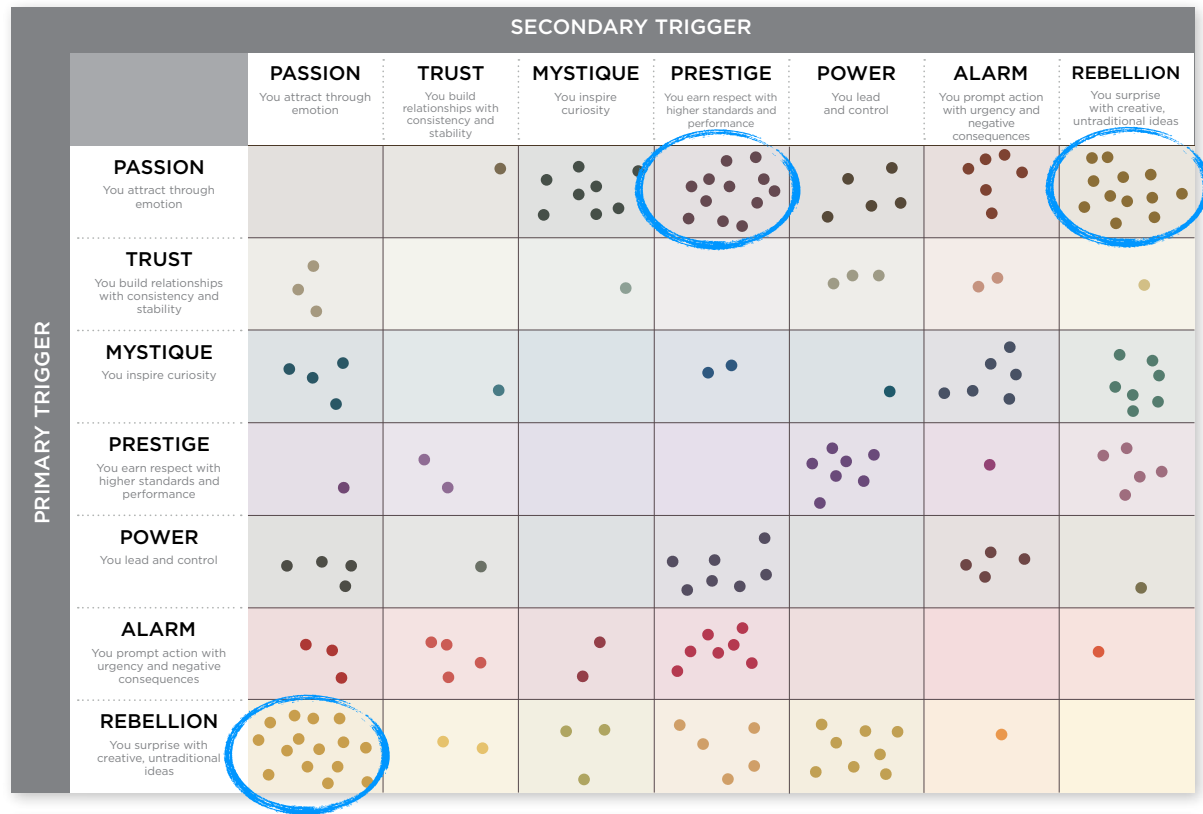 SECONDARY TRIGGER
PASSION
You attract through
emotion
TRUST
You build
relationships with
consistency and
stability
MYSTIQUE
You inspire
curiosity
PRESTIGE
You earn respect with
higher standards and
performance
POWER
You lead
and control
ALARM
You prompt action
with urgency and
negative
consequences
REBELLION
You surprise
with creative,
untraditional ideas
PRIMARY TRIGGER
PASSION
You attract through
emotion
TRUST
You build relationships
with consistency and
stability
MYSTIQUE
You inspire curiosity
PRESTIGE
You earn respect with
higher standards and
performance
POWER
You lead and control
ALARM
You prompt action with
urgency and negative
consequences
REBELLION
You surprise with
creative, untraditional
ideas